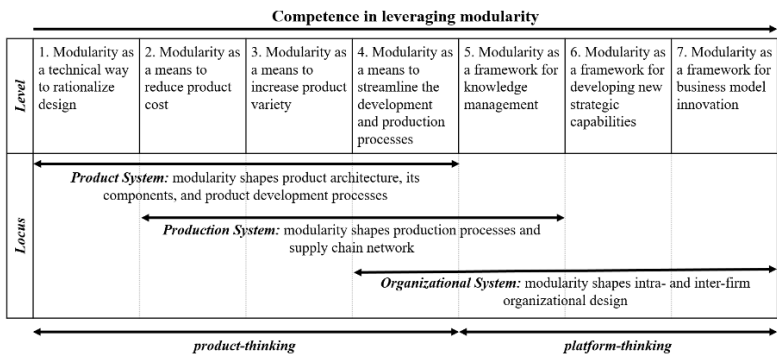 Competence in leveraging modularity
Level
1. Modularity as
a technical way
to rationalize
design
2. Modularity as
a means to
reduce product
cost
3. Modularity as
a means to
increase product
variety
4. Modularity as
a means to
streamline the
development
and production
processes
5. Modularity as
a framework for
knowledge
management
6. Modularity as
a framework for
developing new
strategic
capabilities
7. Modularity as
a framework for
business model
innovation
Locus
Product System: modularity shapes product architecture, its
components, and product development processes
Production System: modularity shapes production processes and
supply chain network
Organizational System: modularity shapes intra- and inter-firm
organizational design
product-thinking
platform-thinking